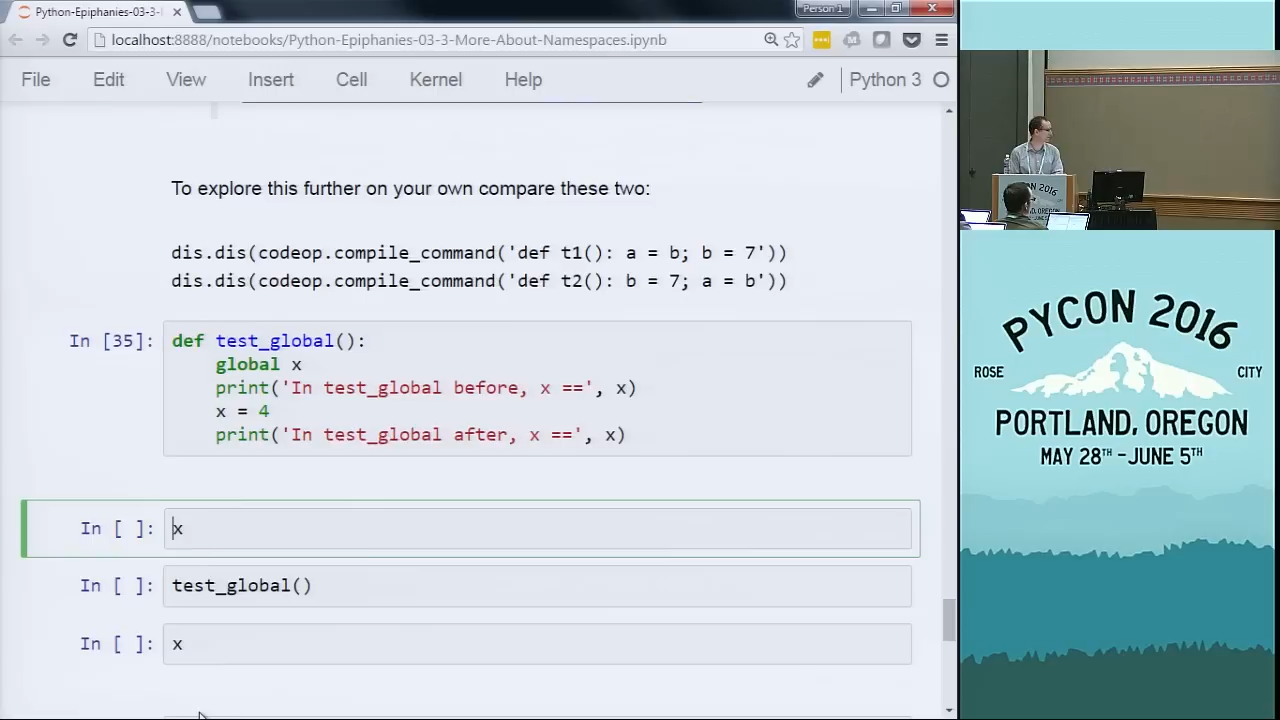 Python-Epiphanies-03-3-
Person 1
localhost:8888/notebooks/Python-Epiphanies-03-3-More-About-Namespaces.ipynb
File Edit View Insert Cell Kernel Help Python 3
To explore this further on your own compare these two:
dis.dis(codeop.compile_command('def t1(): a = b; b = 7'))
dis.dis(codeop.compile_command('def t2(): b = 7; a = b'))
In [35]: def test_global():
global x
print('In test_global before, x ==', x)
x = 4
print('In test_global after, x ==', x)
In [ ]: x
In [ ]: test_global()
In [ ]: x
PYCON 2016
PORTLAND, OREGON
PYCON 2016
ROSE CITY
PORTLAND, OREGON
MAY 28TH - JUNE 5TH